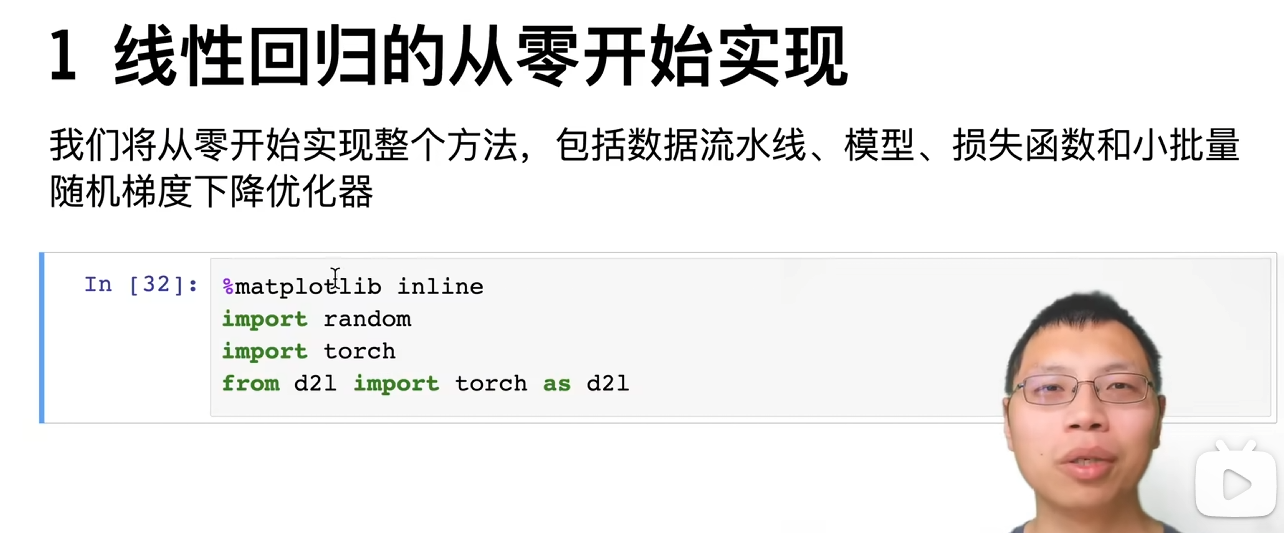 1 线性回归的从零开始实现
我们将从零开始实现整个方法，包括数据流水线、模型、损失函数和小批量
随机梯度下降优化器
In [32]: %matplotlib inline
import random
import torch
from d2l import torch as d2l